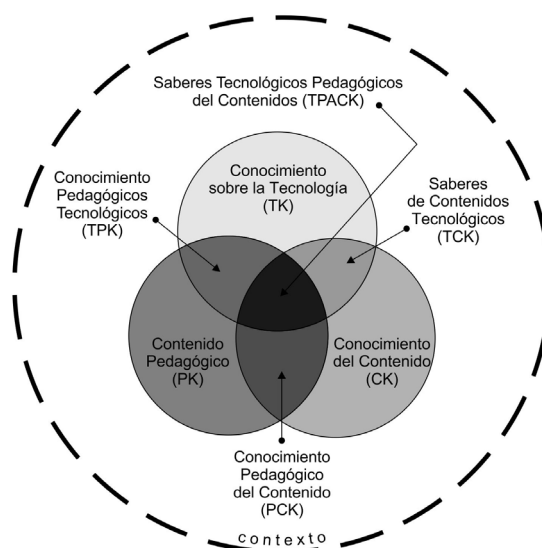 Saberes Tecnológicos Pedagógicos
del Contenidos (TPACK)
Conocimiento
Pedagógicos
Tecnológicos
(TPK)
Conocimiento
sobre la Tecnología
(TK)
Saberes
de Contenidos
Tecnológicos
(TCK)
Contenido
Pedagógico
(PK)
Conocimiento
del Contenido
(CK)
Conocimiento
Pedagógico
del Contenido
(PCK)
contexto